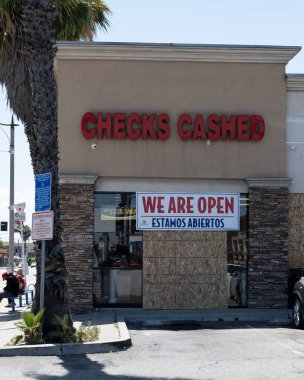 CHECKS CASHED
WE ARE OPEN
ESTAMOS ABIERTOS